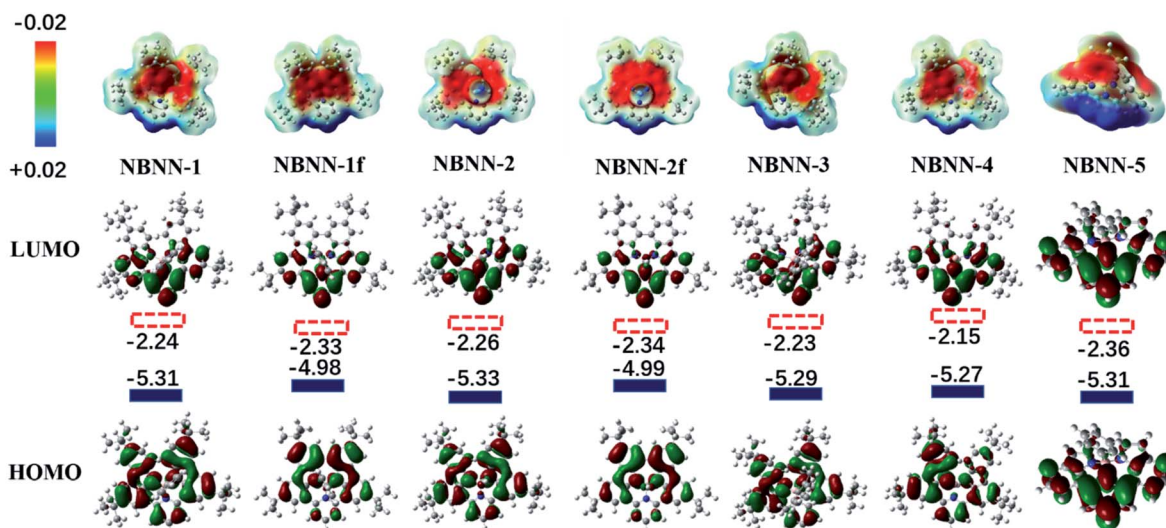 -0.02
+0.02
NBNN-1 NBNN-1f NBNN-2 NBNN-2f NBNN-3 NBNN-4 NBNN-5
LUMO
-2.24 -2.33 -2.26 -2.34 -2.23 -2.15 -2.36
-5.31 -4.98 -5.33 -4.99 -5.29 -5.27 -5.31
HOMO